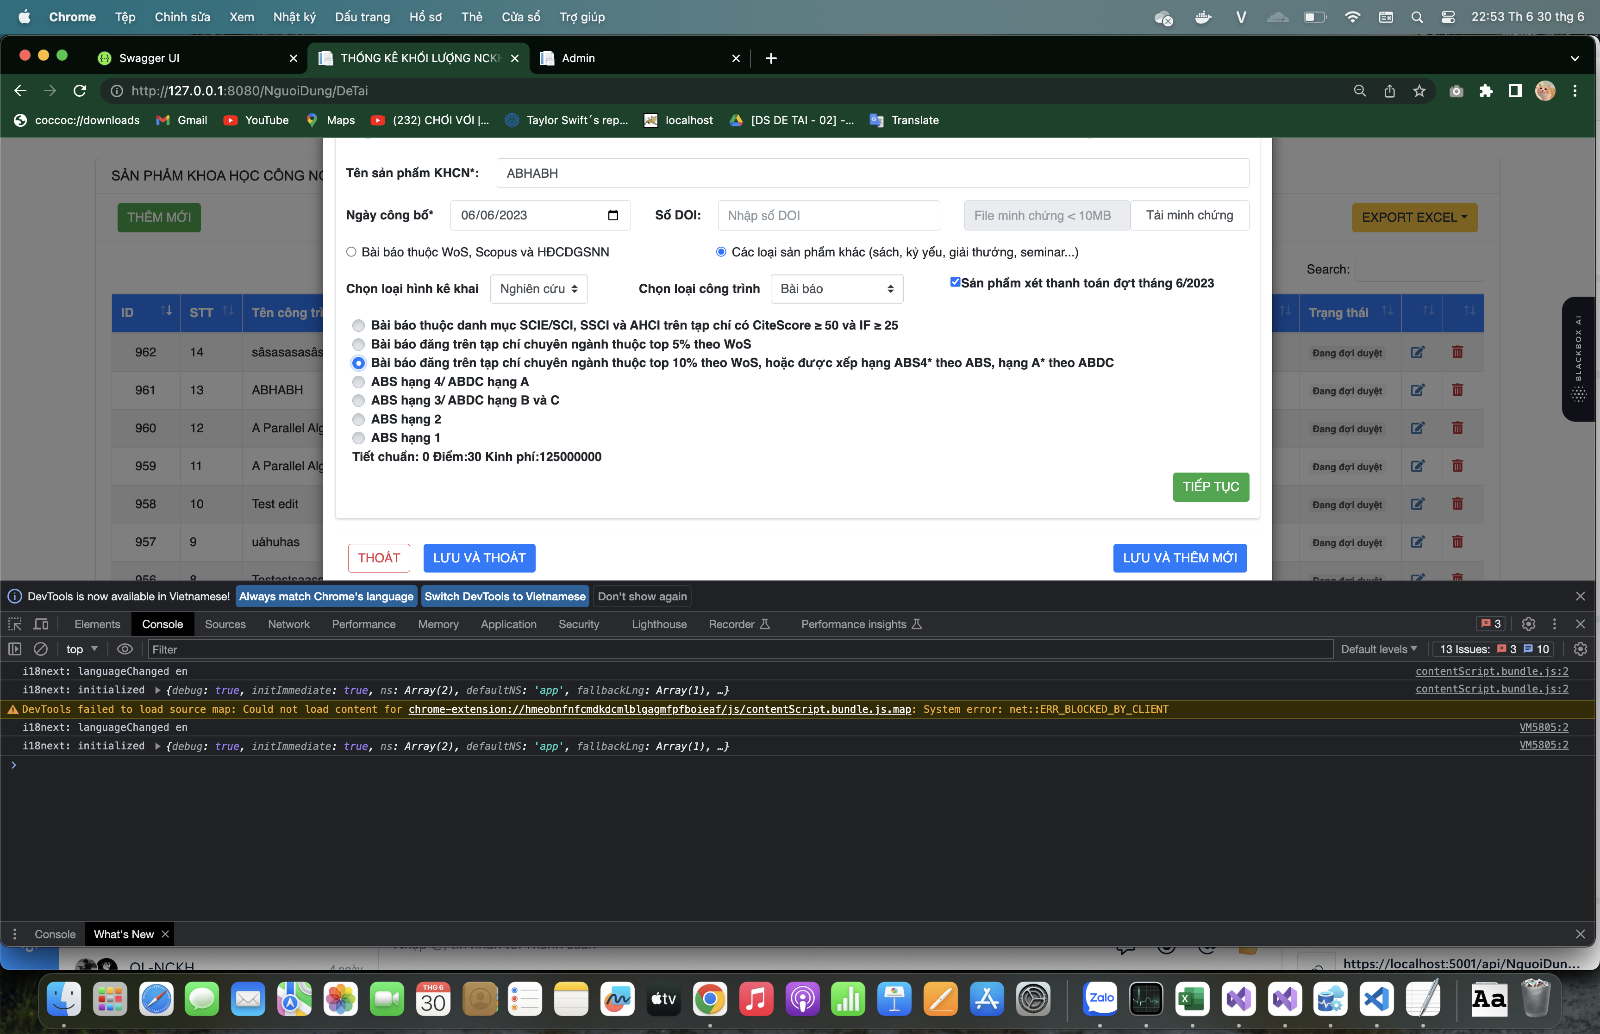 Chrome Tệp Chỉnh sửa Xem Nhật ký Dấu trang Hồ sơ Thẻ Cửa sổ Trợ giúp V 22:53 Th 6 30 thg 6
Swagger UI THỐNG KÊ KHỐI LƯỢNG NCKH Admin
http://127.0.0.1:8080/NguoiDung/DeTai
coccoc://downloads Gmail YouTube Maps (232) CHƠI VƠI |... Taylor Swift´s rep... localhost [DS DE TAI - 02] -... Translate
SẢN PHẨM KHOA HỌC CÔNG NG
Tên sản phẩm KHCN*: ABHABH
THÊM MỚI
Ngày công bố* 06/06/2023 Số DOI: Nhập số DOI File minh chứng < 10MB Tải minh chứng
EXPORT EXCEL
Bài báo thuộc WoS, Scopus và HĐCDGSNN Các loại sản phẩm khác (sách, kỷ yếu, giải thưởng, seminar...)
Search:
Chọn loại hình kê khai Nghiên cứu Chọn loại công trình Bài báo Sản phẩm xét thanh toán đợt tháng 6/2023
ID STT Tên công trì Trạng thái
Bài báo thuộc danh mục SCIE/SCI, SSCI và AHCI trên tạp chí có CiteScore ≥ 50 và IF ≥ 25
Bài báo đăng trên tạp chí chuyên ngành thuộc top 5% theo WoS
Bài báo đăng trên tạp chí chuyên ngành thuộc top 10% theo WoS, hoặc được xếp hạng ABS4* theo ABS, hạng A* theo ABDC
ABS hạng 4/ ABDC hạng A
ABS hạng 3/ ABDC hạng B và C
ABS hạng 2
ABS hạng 1
Tiết chuẩn: 0 Điểm:30 Kinh phí:125000000
962 14 sâsasasasâs Đang đợi duyệt
961 13 ABHABH Đang đợi duyệt
960 12 A Parallel Alg Đang đợi duyệt
959 11 A Parallel Alg Đang đợi duyệt
958 10 Test edit Đang đợi duyệt
957 9 uáhuhas Đang đợi duyệt
956 8 Testastsaass
BLACKBOX AI
TIẾP TỤC
THOÁT LƯU VÀ THOÁT LƯU VÀ THÊM MỚI
DevTools is now available in Vietnamese! Always match Chrome's language Switch DevTools to Vietnamese Don't show again
Elements Console Sources Network Performance Memory Application Security Lighthouse Recorder Performance insights 3
top Filter Default levels 13 Issues: 3 10
i18next: languageChanged en contentScript.bundle.js:2
i18next: initialized {debug: true, initImmediate: true, ns: Array(2), defaultNS: 'app', fallbackLng: Array(1), …} contentScript.bundle.js:2
DevTools failed to load source map: Could not load content for chrome-extension://hmeobnfnfcmdkdcmlblgagmfpfboieaf/js/contentScript.bundle.js.map: System error: net::ERR_BLOCKED_BY_CLIENT
i18next: languageChanged en VM5805:2
i18next: initialized {debug: true, initImmediate: true, ns: Array(2), defaultNS: 'app', fallbackLng: Array(1), …} VM5805:2
Console What's New
QL-NCKH 4 ngày https://localhost:5001/api/NguoiDun...
THG 6
30
tv
Zalo
Aa